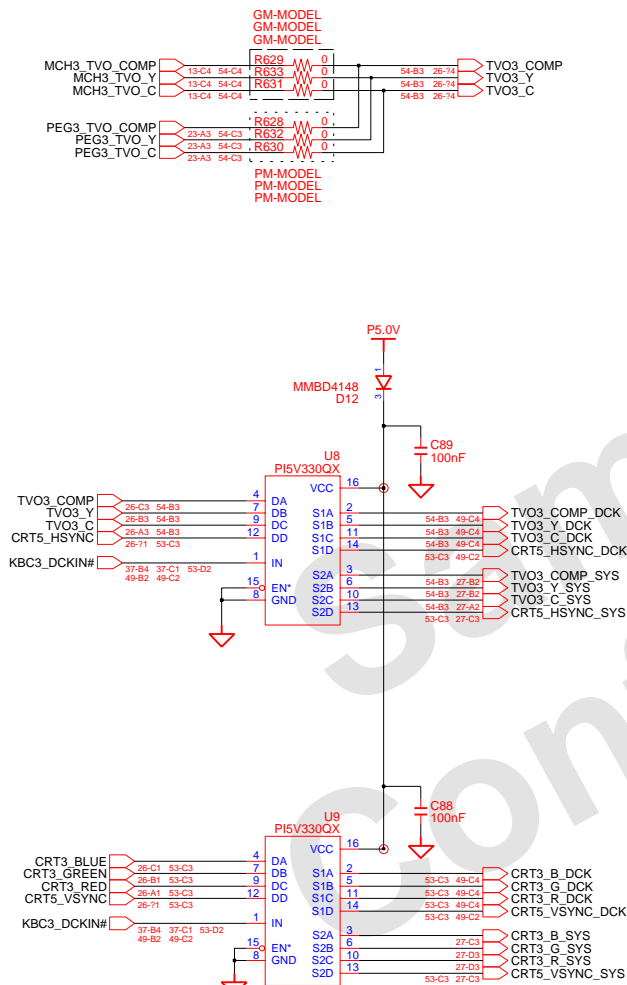 GM-MODEL
GM-MODEL
GM-MODEL
MCH3_TVO_COMP 13-C4 54-C4 R629 0 54-B3 26-?4 TVO3_COMP
MCH3_TVO_Y 13-C4 54-C4 R633 0 54-B3 26-?4 TVO3_Y
MCH3_TVO_C 13-C4 54-C4 R631 0 54-B3 26-?4 TVO3_C
PEG3_TVO_COMP 23-A3 54-C3 R628 0
PEG3_TVO_Y 23-A3 54-C3 R632 0
PEG3_TVO_C 23-A3 54-C3 R630 0
PM-MODEL
PM-MODEL
PM-MODEL
P5.0V
1
MMBD4148
D12
3
C89
100nF
U8
PI5V330QX
VCC 16
TVO3_COMP 26-C3 54-B3 4 DA
TVO3_Y 26-B3 54-B3 7 DB
TVO3_C 26-A3 54-B3 9 DC
CRT5_HSYNC 26-?1 53-C3 12 DD
KBC3_DCKIN# 37-B4 37-C1 53-D2 1 IN
49-B2 49-C2
15 EN*
8 GND
S1A 2 54-B3 49-C4 TVO3_COMP_DCK
S1B 5 54-B3 49-C4 TVO3_Y_DCK
S1C 11 54-B3 49-C4 TVO3_C_DCK
S1D 14 53-C3 49-C2 CRT5_HSYNC_DCK
S2A 3 54-B3 27-B2 TVO3_COMP_SYS
S2B 6 54-B3 27-B2 TVO3_Y_SYS
S2C 10 54-B3 27-A2 TVO3_C_SYS
S2D 13 53-C3 27-C3 CRT5_HSYNC_SYS
C88
100nF
U9
PI5V330QX
VCC 16
CRT3_BLUE 26-C1 53-C3 4 DA
CRT3_GREEN 26-B1 53-C3 7 DB
CRT3_RED 26-A1 53-C3 9 DC
CRT5_VSYNC 26-?1 53-C3 12 DD
KBC3_DCKIN# 37-B4 37-C1 53-D2 1 IN
49-B2 49-C2
15 EN*
8 GND
S1A 2 53-C3 49-C4 CRT3_B_DCK
S1B 5 53-C3 49-C4 CRT3_G_DCK
S1C 11 53-C3 49-C4 CRT3_R_DCK
S1D 14 53-C3 49-C2 CRT5_VSYNC_DCK
S2A 3 27-C3 CRT3_B_SYS
S2B 6 27-D3 CRT3_G_SYS
S2C 10 27-D3 CRT3_R_SYS
S2D 13 53-C3 27-C3 CRT5_VSYNC_SYS